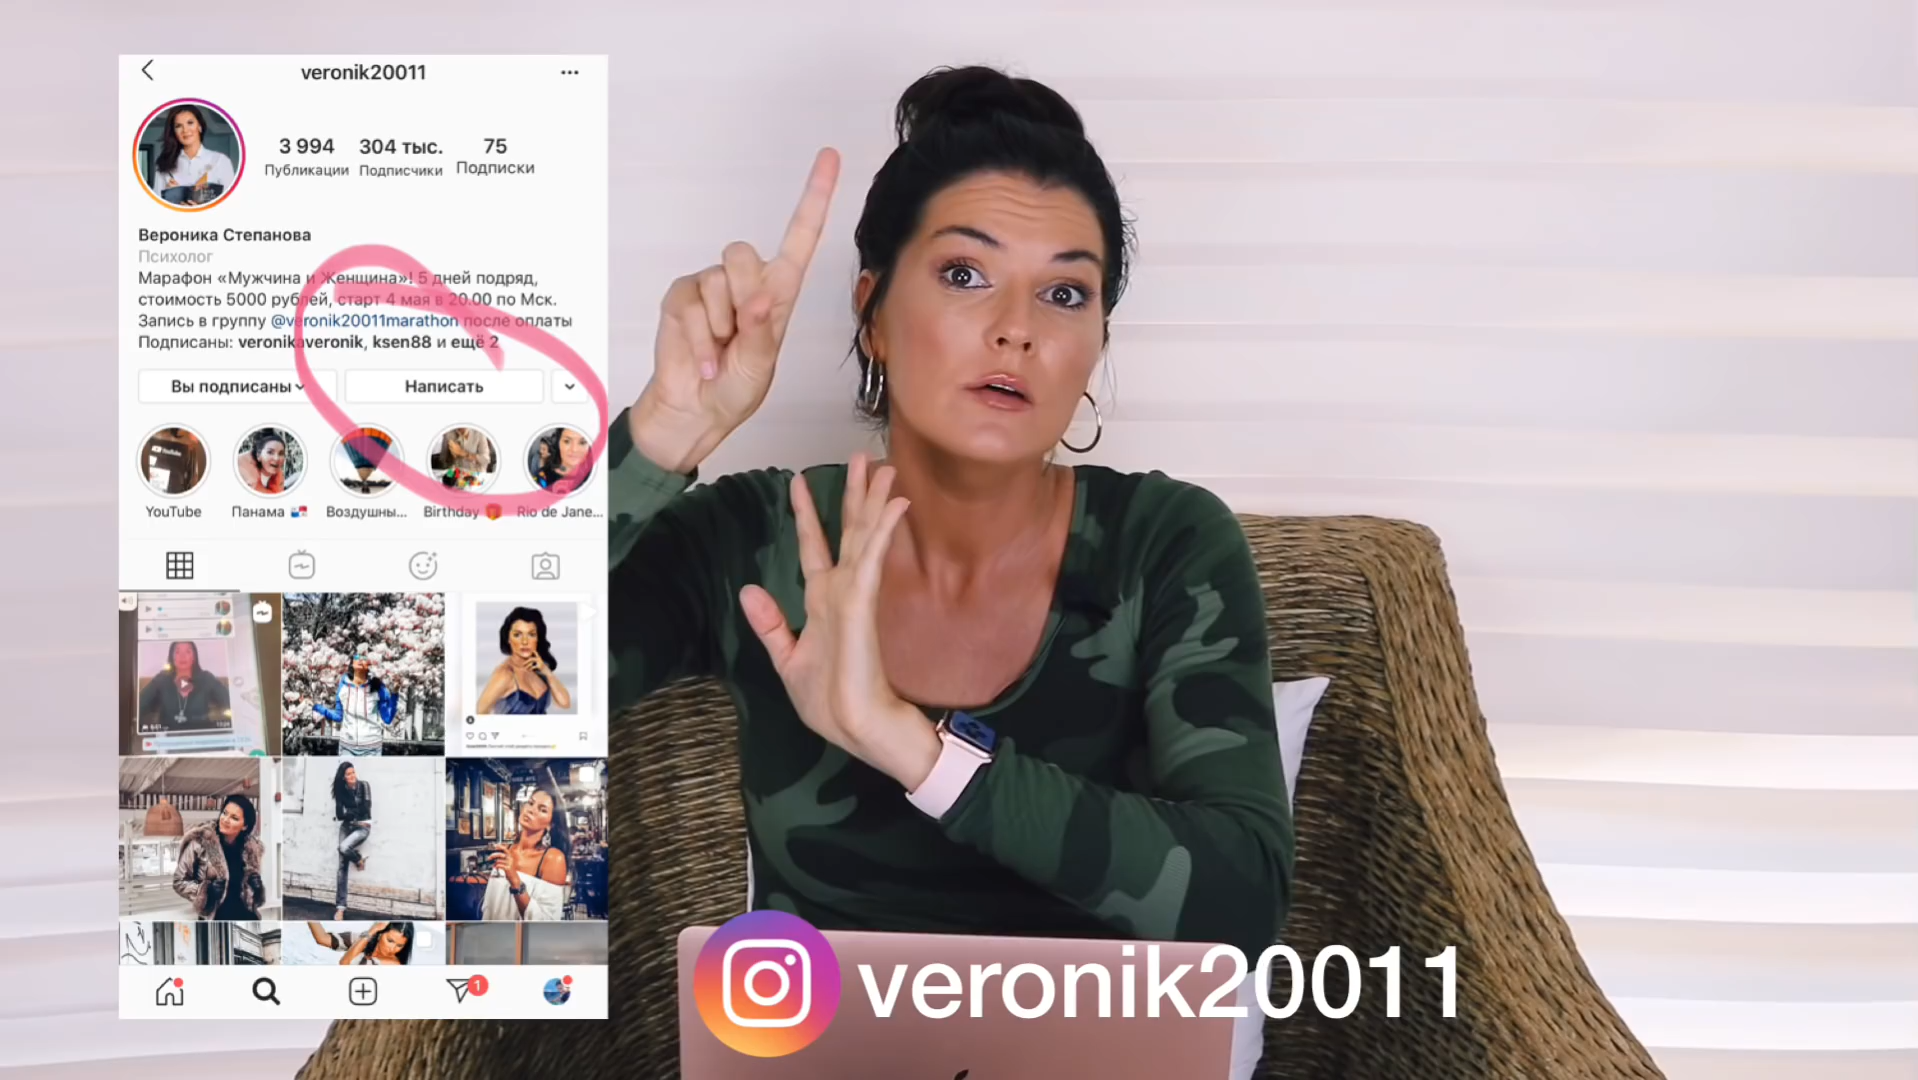 veronik20011
3 994 304 тыс. 75
Публикации Подписчики Подписки
Вероника Степанова
Психолог
Марафон «Мужчина и Женщина»! 5 дней подряд,
стоимость 5000 рублей, старт 4 мая в 20.00 по Мск.
Запись в группу @veronik20011marathon после оплаты
Подписаны: veronikaveronik, ksen88 и ещё 2
Вы подписаны Написать
YouTube Панама Воздушны... Birthday Rio de Jane...
1
veronik20011